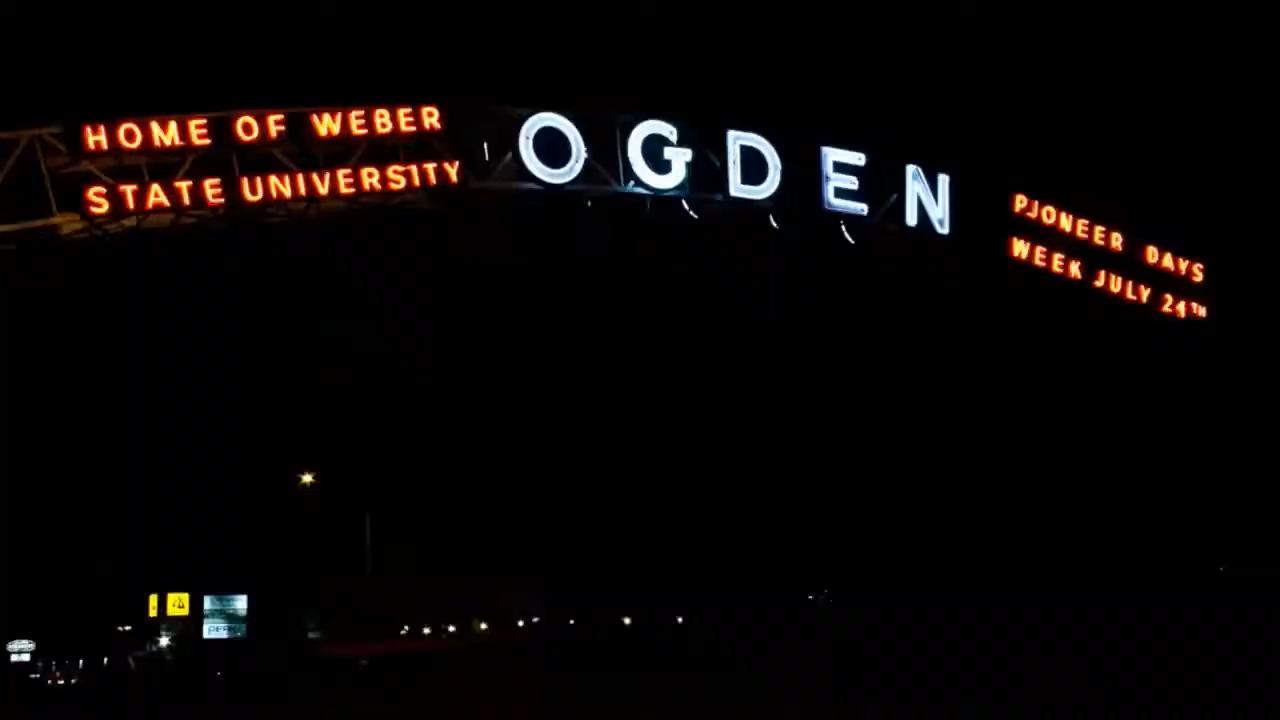 HOME OF WEBER
STATE UNIVERSITY
OGDEN
PIONEER DAYS
WEEK JULY 24TH